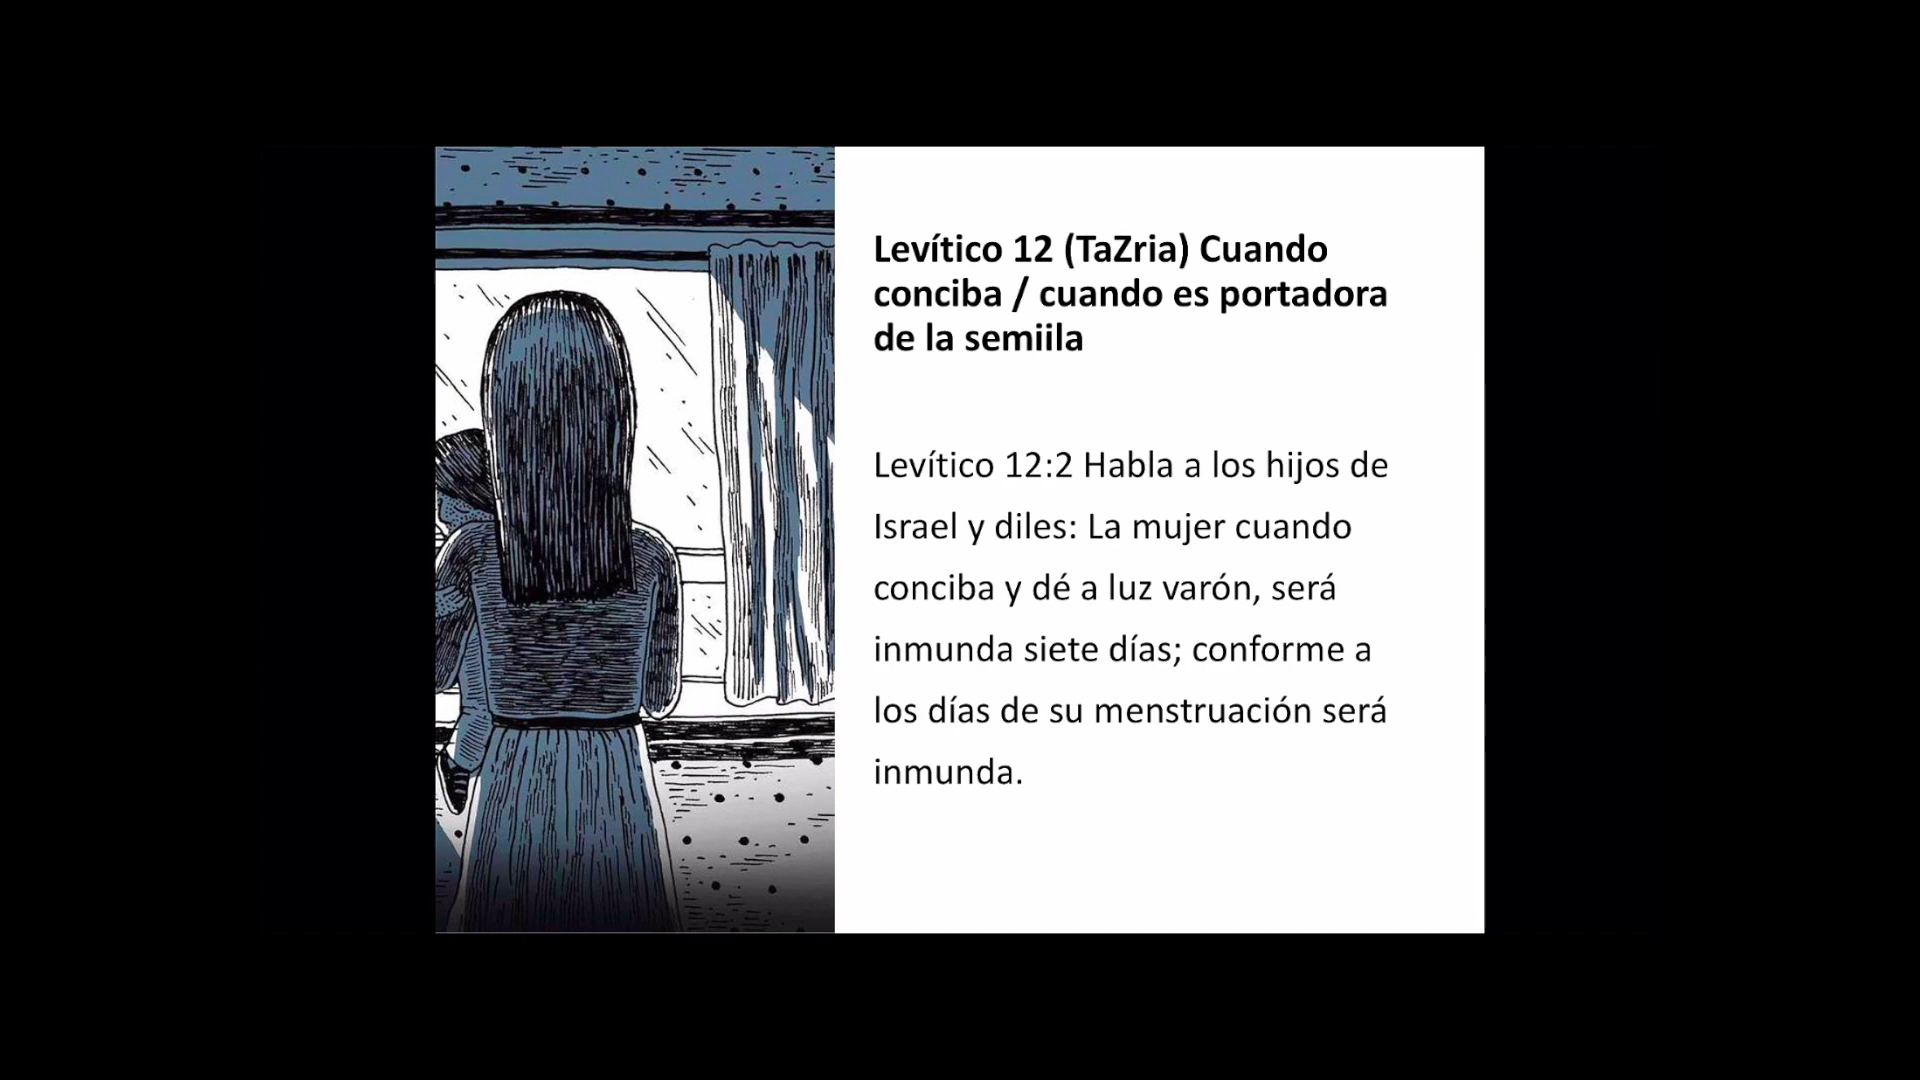 Levítico 12 (TaZria) Cuando
conciba / cuando es portadora
de la semiila
Levítico 12:2 Habla a los hijos de
Israel y diles: La mujer cuando
conciba y dé a luz varón, será
inmunda siete días; conforme a
los días de su menstruación será
inmunda.